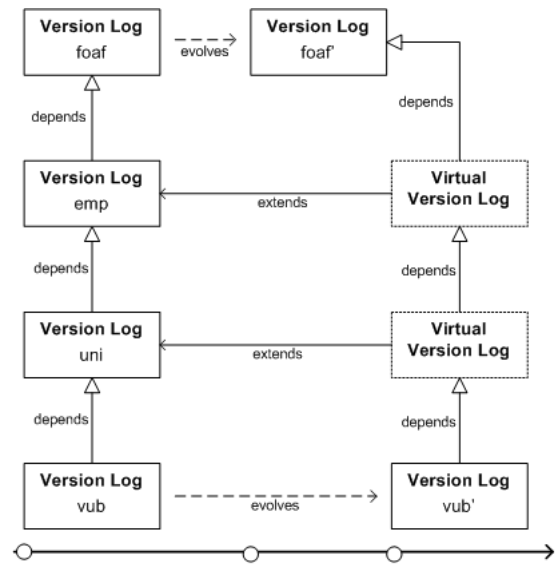 Version Log
foaf
evolves
Version Log
foaf'
depends
depends
Version Log
emp
extends
Virtual
Version Log
depends
depends
Version Log
uni
extends
Virtual
Version Log
depends
depends
Version Log
vub
evolves
Version Log
vub'